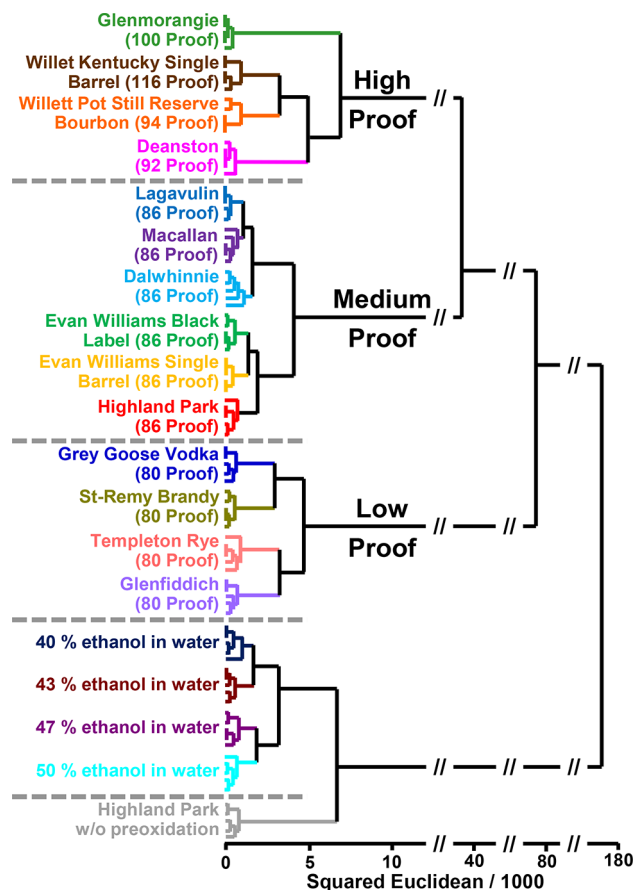 Glenmorangie
(100 Proof)
Willet Kentucky Single
Barrel (116 Proof)
Willett Pot Still Reserve
Bourbon (94 Proof)
Deanston
(92 Proof)
High
Proof
Lagavulin
(86 Proof)
Macallan
(86 Proof)
Dalwhinnie
(86 Proof)
Evan Williams Black
Label (86 Proof)
Evan Williams Single
Barrel (86 Proof)
Highland Park
(86 Proof)
Medium
Proof
Grey Goose Vodka
(80 Proof)
St-Remy Brandy
(80 Proof)
Templeton Rye
(80 Proof)
Glenfiddich
(80 Proof)
Low
Proof
40 % ethanol in water
43 % ethanol in water
47 % ethanol in water
50 % ethanol in water
Highland Park
w/o preoxidation
0 5 10 40 80 180
Squared Euclidean / 1000